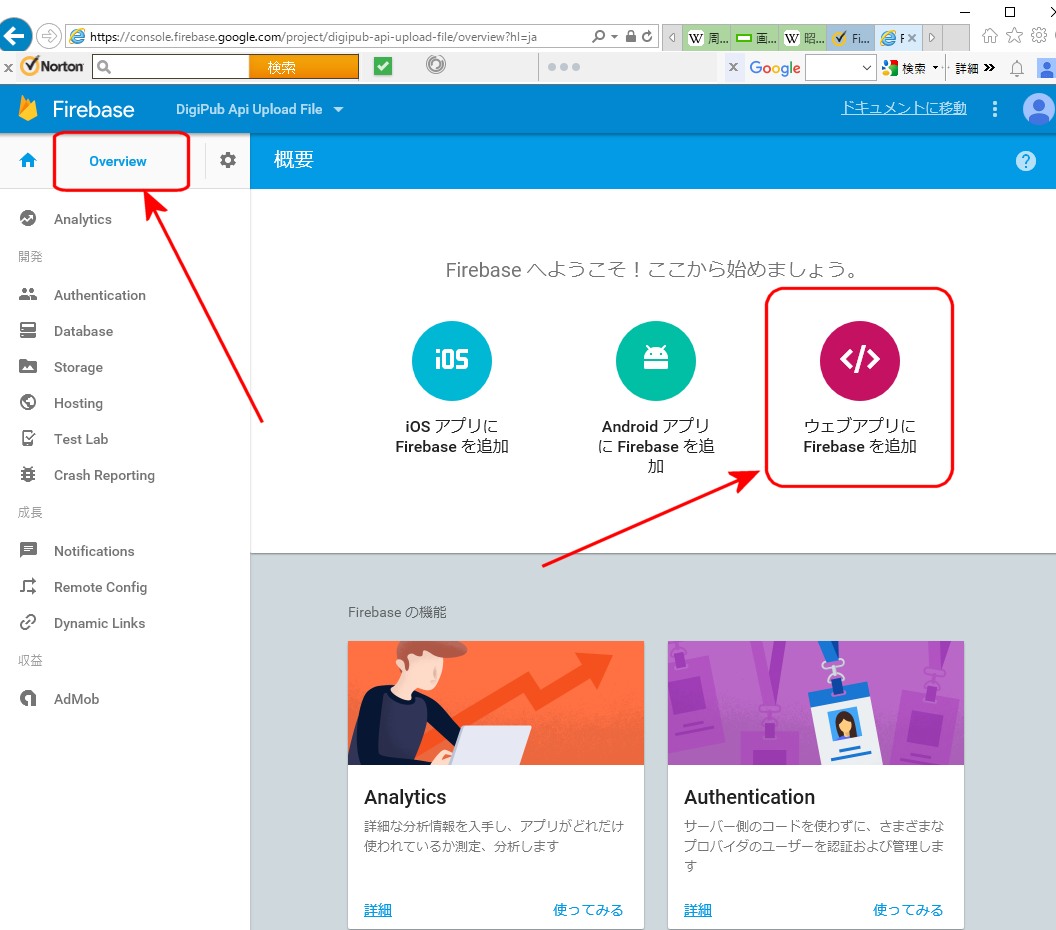 https://console.firebase.google.com/project/digipub-api-upload-file/overview?hl=ja
W 周...
画...
W 昭...
Fi...
F
Norton
検索
Google
検索
詳細
Firebase
DigiPub Api Upload File
ドキュメントに移動
Overview
概要
Analytics
開発
Authentication
Database
Storage
Hosting
Test Lab
Crash Reporting
成長
Notifications
Remote Config
Dynamic Links
収益
AdMob
Firebase へようこそ！ここから始めましょう。
iOS
iOS アプリに
Firebase を追加
Android アプリ
に Firebase を追
加
</>
ウェブアプリに
Firebase を追加
Firebase の機能
Analytics
詳細な分析情報を入手し、アプリがどれだけ
使われているか測定、分析します
詳細
使ってみる
Authentication
サーバー側のコードを使わずに、さまざまな
プロバイダのユーザーを認証および管理しま
す
詳細
使ってみる